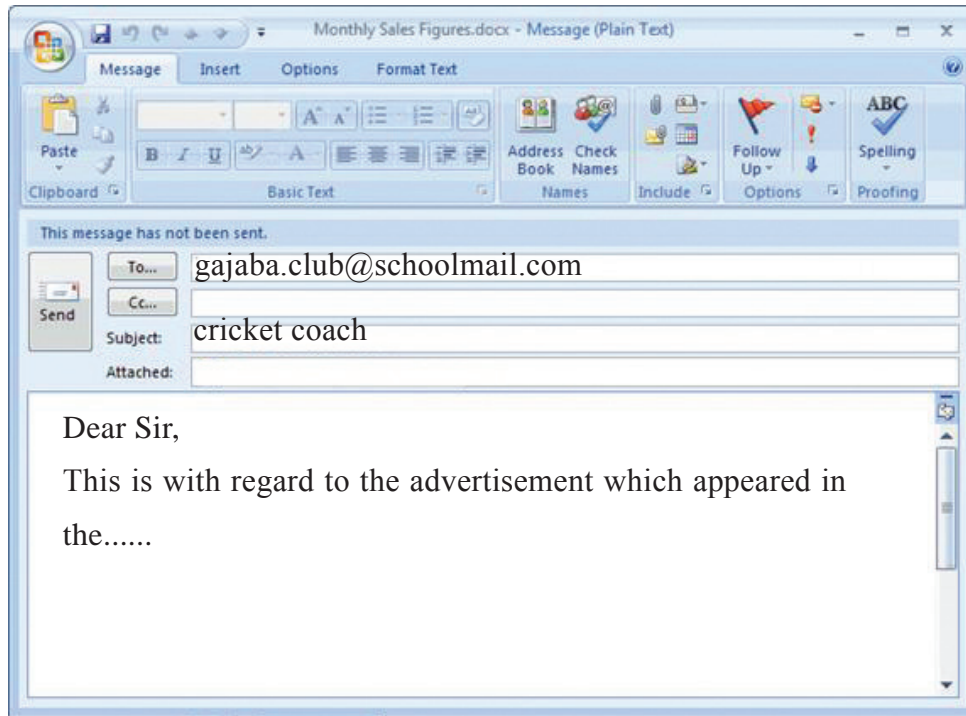 Monthly Sales Figures.docx - Message (Plain Text)
Message Insert Options Format Text
Paste
Clipboard
B I U
A A
A
Basic Text
Address Book
Check Names
Names
Include
Follow Up
Options
ABC
Spelling
Proofing
This message has not been sent.
Send
To... gajaba.club@schoolmail.com
Cc...
Subject: cricket coach
Attached:
Dear Sir,
This is with regard to the advertisement which appeared in
the......